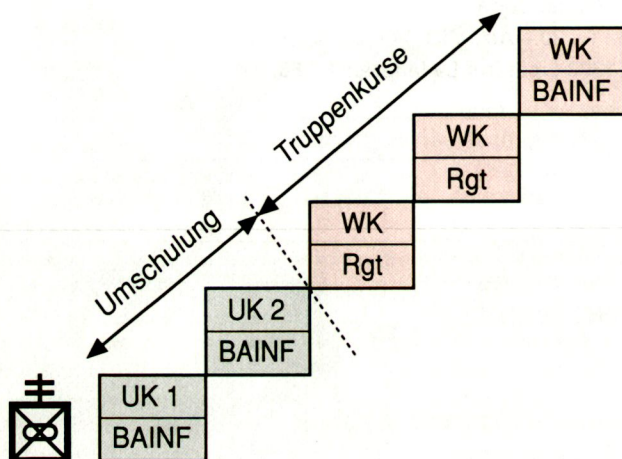 WK
BAINF
Truppenkurse
WK
Rgt
WK
Rgt
Umschulung
UK 2
BAINF
UK 1
BAINF